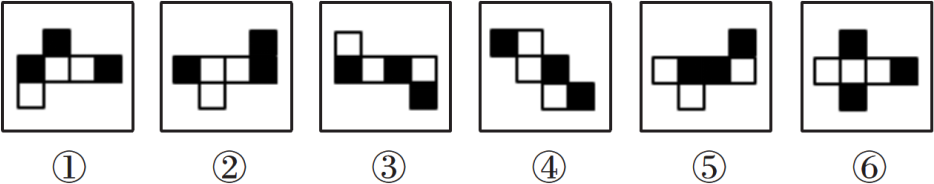 ① ② ③ ④ ⑤ ⑥